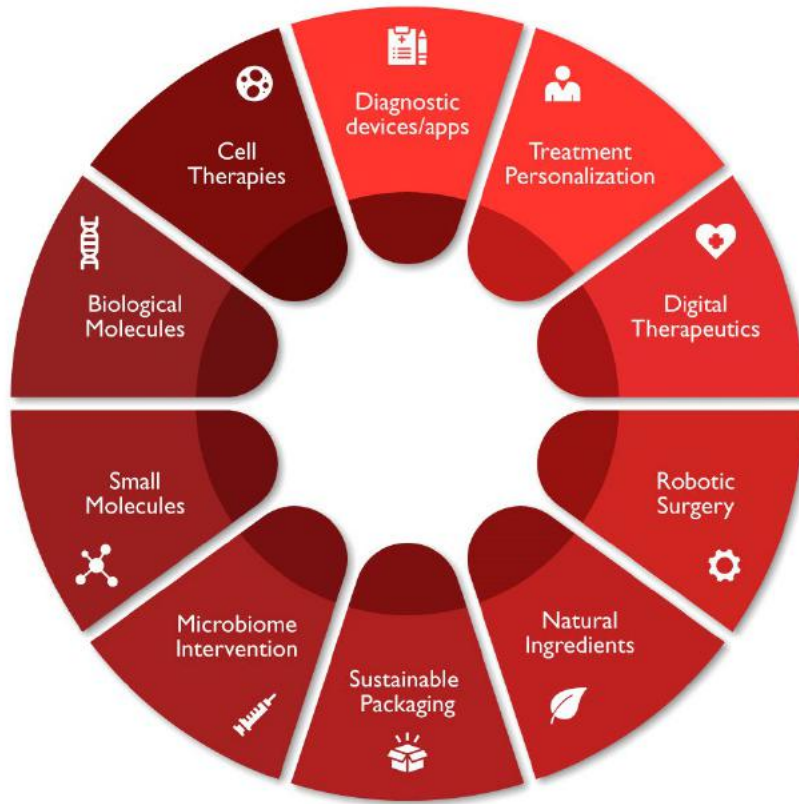 Diagnostic
devices/apps
Treatment
Personalization
Digital
Therapeutics
Robotic
Surgery
Natural
Ingredients
Sustainable
Packaging
Microbiome
Intervention
Small
Molecules
Biological
Molecules
Cell
Therapies